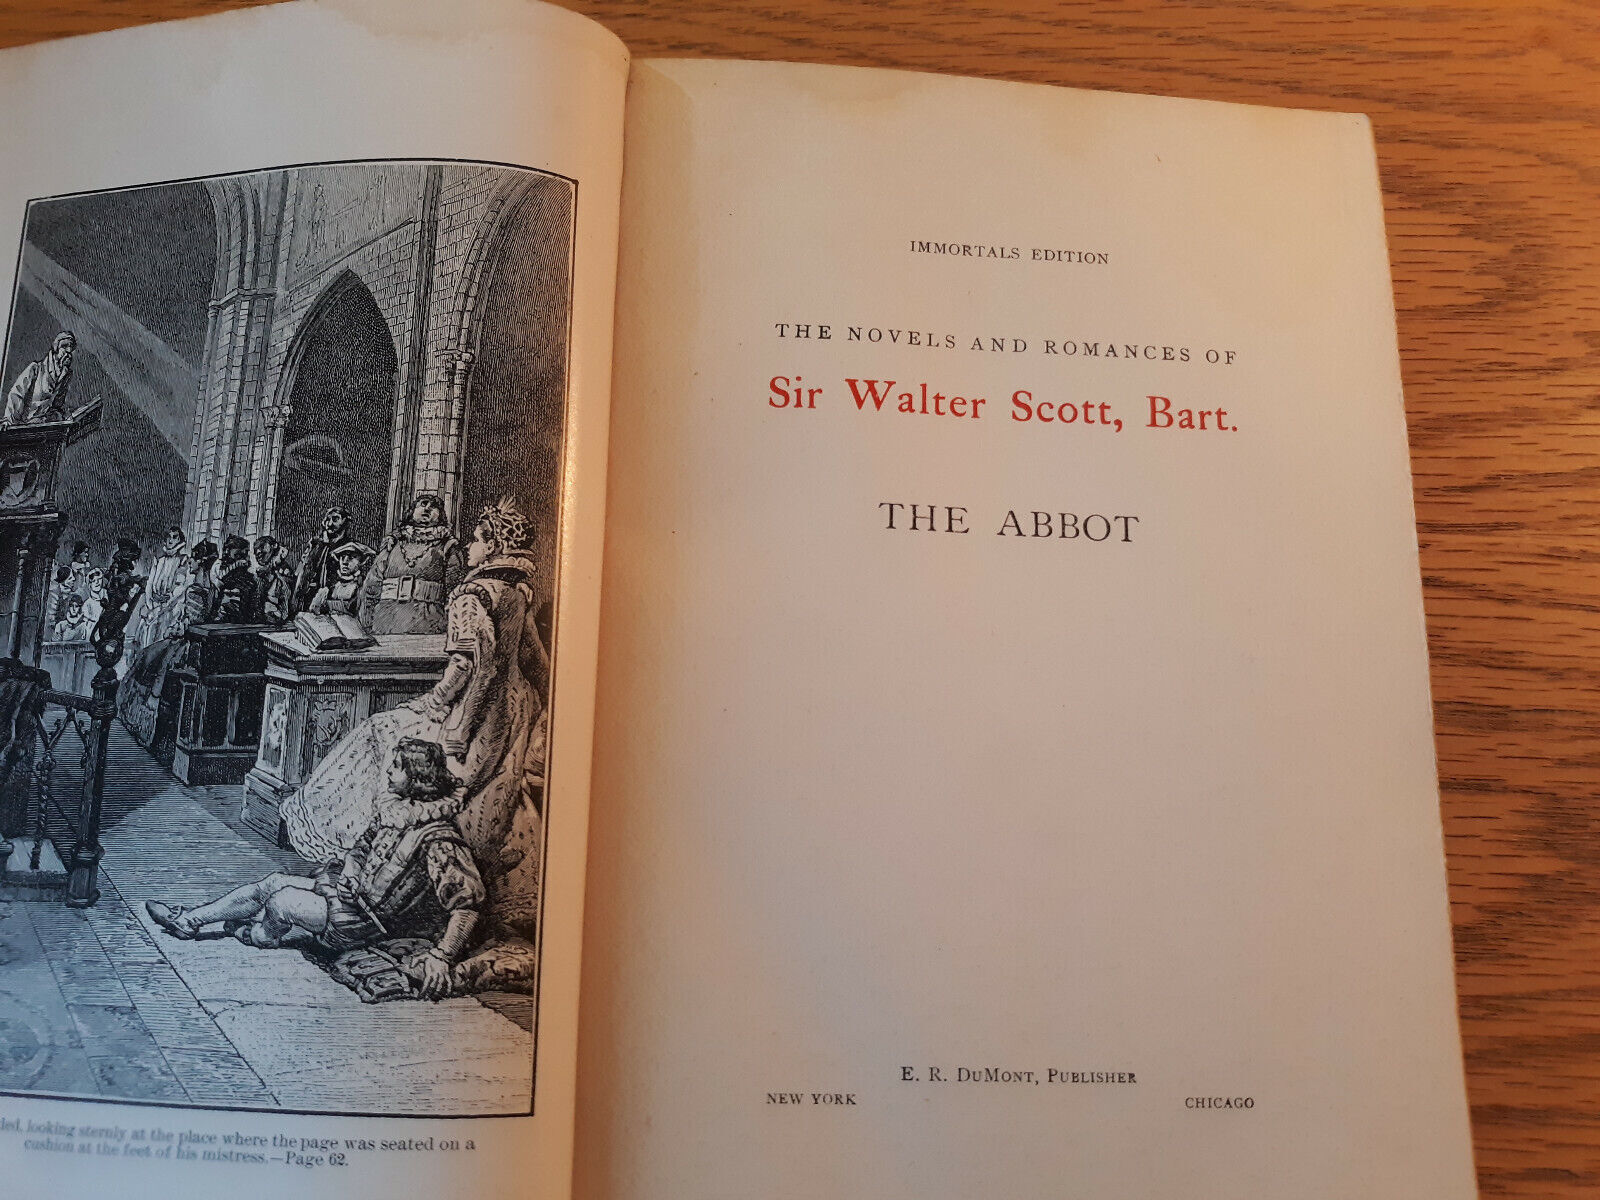 looking sternly at the place where the page was seated on a
cushion at the feet of his mistress.—Page 62.
IMMORTALS EDITION
THE NOVELS AND ROMANCES OF
Sir Walter Scott, Bart.
THE ABBOT
E. R. DuMont, Publisher
NEW YORK CHICAGO